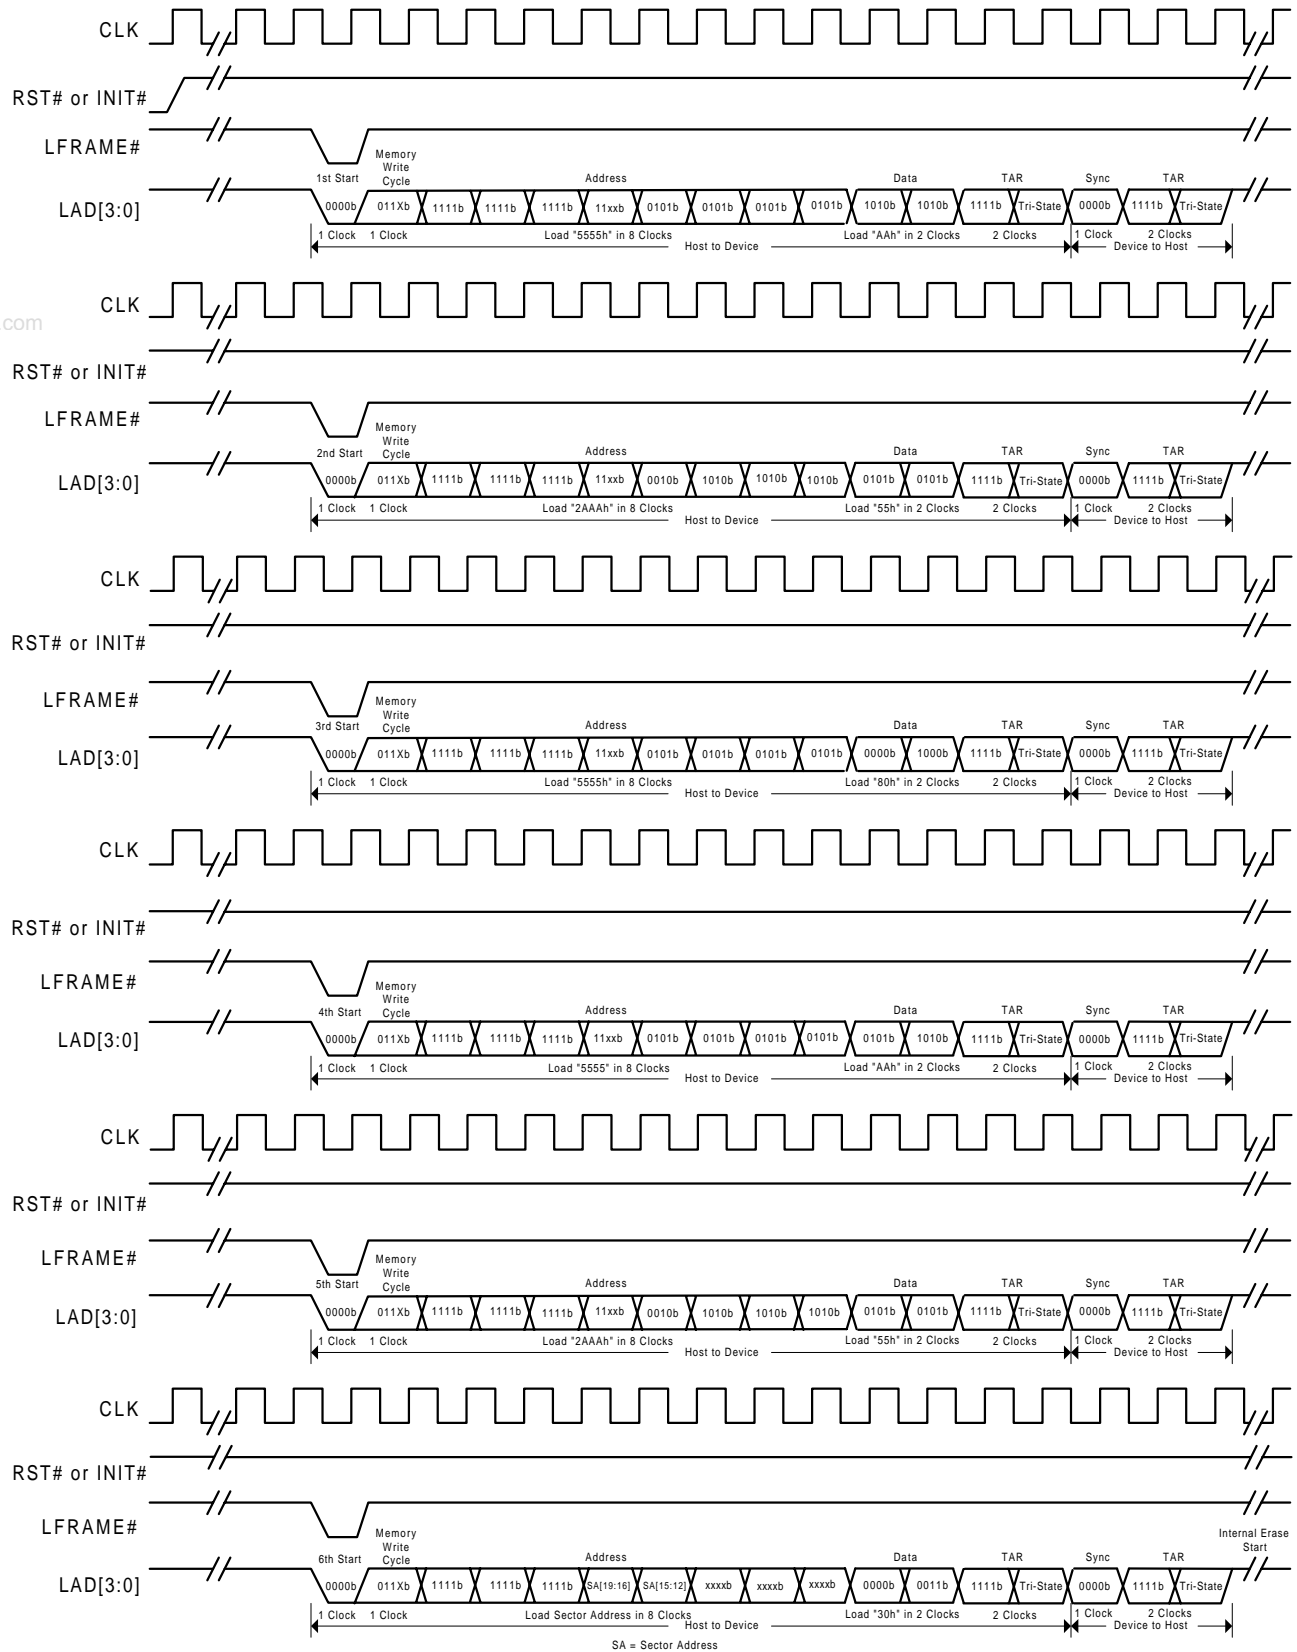 CLK
RST# or INIT#
LFRAME#
Memory
Write
Cycle
1st Start Address Data TAR Sync TAR
LAD[3:0] 0000b 011Xb 1111b 1111b 1111b 11xxb 0101b 0101b 0101b 0101b 1010b 1010b 1111b Tri-State 0000b 1111b Tri-State
1 Clock 1 Clock Load "5555h" in 8 Clocks Load "AAh" in 2 Clocks 2 Clocks 1 Clock 2 Clocks
Host to Device Device to Host
CLK
.com
RST# or INIT#
LFRAME#
Memory
Write
Cycle
2nd Start Address Data TAR Sync TAR
LAD[3:0] 0000b 011Xb 1111b 1111b 1111b 11xxb 0010b 1010b 1010b 1010b 0101b 0101b 1111b Tri-State 0000b 1111b Tri-State
1 Clock 1 Clock Load "2AAAh" in 8 Clocks Load "55h" in 2 Clocks 2 Clocks 1 Clock 2 Clocks
Host to Device Device to Host
CLK
RST# or INIT#
LFRAME#
Memory
Write
Cycle
3rd Start Address Data TAR Sync TAR
LAD[3:0] 0000b 011Xb 1111b 1111b 1111b 11xxb 0101b 0101b 0101b 0101b 0000b 1000b 1111b Tri-State 0000b 1111b Tri-State
1 Clock 1 Clock Load "5555h" in 8 Clocks Load "80h" in 2 Clocks 2 Clocks 1 Clock 2 Clocks
Host to Device Device to Host
CLK
RST# or INIT#
LFRAME#
Memory
Write
Cycle
4th Start Address Data TAR Sync TAR
LAD[3:0] 0000b 011Xb 1111b 1111b 1111b 11xxb 0101b 0101b 0101b 0101b 0101b 1010b 1111b Tri-State 0000b 1111b Tri-State
1 Clock 1 Clock Load "5555" in 8 Clocks Load "AAh" in 2 Clocks 2 Clocks 1 Clock 2 Clocks
Host to Device Device to Host
CLK
RST# or INIT#
LFRAME#
Memory
Write
Cycle
5th Start Address Data TAR Sync TAR
LAD[3:0] 0000b 011Xb 1111b 1111b 1111b 11xxb 0010b 1010b 1010b 1010b 0101b 0101b 1111b Tri-State 0000b 1111b Tri-State
1 Clock 1 Clock Load "2AAAh" in 8 Clocks Load "55h" in 2 Clocks 2 Clocks 1 Clock 2 Clocks
Host to Device Device to Host
CLK
RST# or INIT#
LFRAME#
Memory
Write
Cycle
Internal Erase
Start
6th Start Address Data TAR Sync TAR
LAD[3:0] 0000b 011Xb 1111b 1111b 1111b SA[19:16] SA[15:12] xxxxb xxxxb xxxxb 0000b 0011b 1111b Tri-State 0000b 1111b Tri-State
1 Clock 1 Clock Load Sector Address in 8 Clocks Load "30h" in 2 Clocks 2 Clocks 1 Clock 2 Clocks
Host to Device Device to Host
SA = Sector Address